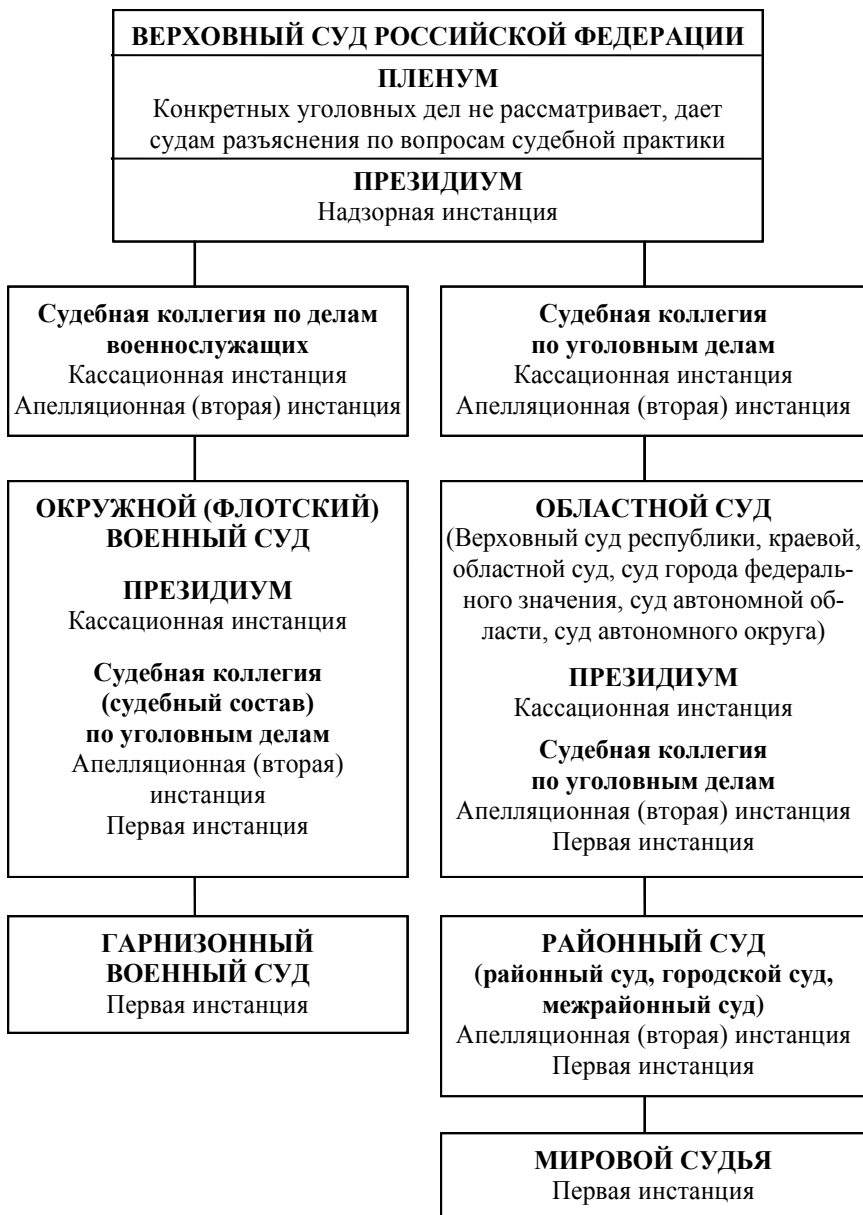 ВЕРХОВНЫЙ СУД РОССИЙСКОЙ ФЕДЕРАЦИИ
ПЛЕНУМ
Конкретных уголовных дел не рассматривает, дает
судам разъяснения по вопросам судебной практики
ПРЕЗИДИУМ
Надзорная инстанция
Судебная коллегия по делам
военнослужащих
Кассационная инстанция
Апелляционная (вторая) инстанция
Судебная коллегия
по уголовным делам
Кассационная инстанция
Апелляционная (вторая) инстанция
ОКРУЖНОЙ (ФЛОТСКИЙ)
ВОЕННЫЙ СУД
ПРЕЗИДИУМ
Кассационная инстанция
Судебная коллегия
(судебный состав)
по уголовным делам
Апелляционная (вторая)
инстанция
Первая инстанция
ОБЛАСТНОЙ СУД
(Верховный суд республики, краевой,
областной суд, суд города федераль-
ного значения, суд автономной об-
ласти, суд автономного округа)
ПРЕЗИДИУМ
Кассационная инстанция
Судебная коллегия
по уголовным делам
Апелляционная (вторая) инстанция
Первая инстанция
ГАРНИЗОННЫЙ
ВОЕННЫЙ СУД
Первая инстанция
РАЙОННЫЙ СУД
(районный суд, городской суд,
межрайонный суд)
Апелляционная (вторая) инстанция
Первая инстанция
МИРОВОЙ СУДЬЯ
Первая инстанция